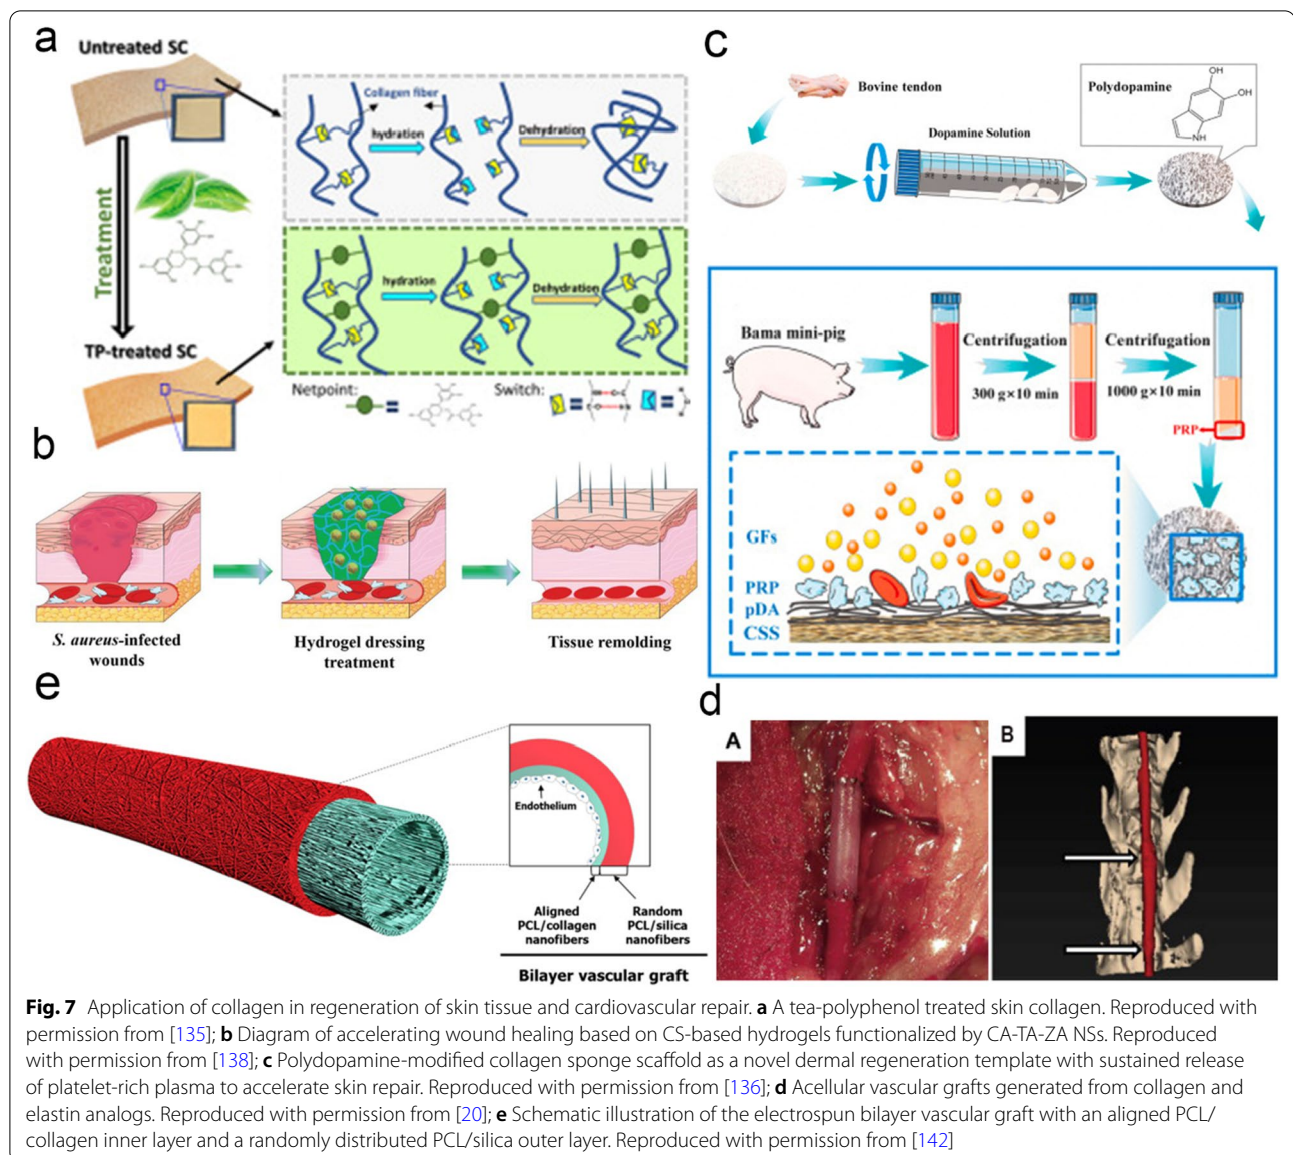 a
Untreated SC
Collagen fiber
hydration
Dehydration
Treatment
hydration
Dehydration
TP-treated SC
Netpoint:
Switch:
b
S. aureus-infected
wounds
Hydrogel dressing
treatment
Tissue remolding
c
Bovine tendon
Polydopamine
OH
OH
NH
Dopamine Solution
Bama mini-pig
Centrifugation
300 g×10 min
Centrifugation
1000 g×10 min
PRP
GFs
PRP
pDA
CSS
e
Endothelium
Aligned
PCL/collagen
nanofibers
Random
PCL/silica
nanofibers
Bilayer vascular graft
d
A
B
Fig. 7 Application of collagen in regeneration of skin tissue and cardiovascular repair. a A tea-polyphenol treated skin collagen. Reproduced with
permission from [135]; b Diagram of accelerating wound healing based on CS-based hydrogels functionalized by CA-TA-ZA NSs. Reproduced
with permission from [138]; c Polydopamine-modified collagen sponge scaffold as a novel dermal regeneration template with sustained release
of platelet-rich plasma to accelerate skin repair. Reproduced with permission from [136]; d Acellular vascular grafts generated from collagen and
elastin analogs. Reproduced with permission from [20]; e Schematic illustration of the electrospun bilayer vascular graft with an aligned PCL/
collagen inner layer and a randomly distributed PCL/silica outer layer. Reproduced with permission from [142]